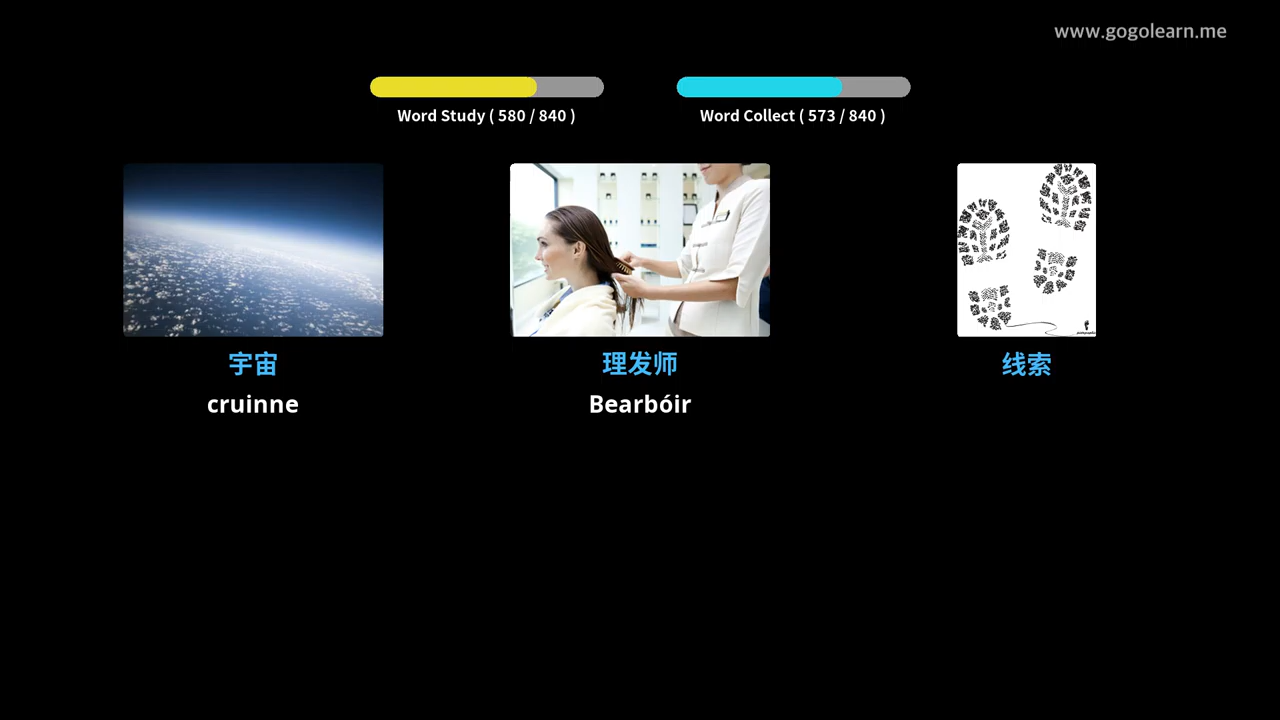 www.gogolearn.me
Word Study ( 580 / 840 )
Word Collect ( 573 / 840 )
宇宙
理发师
线索
cruinne
Bearbóir